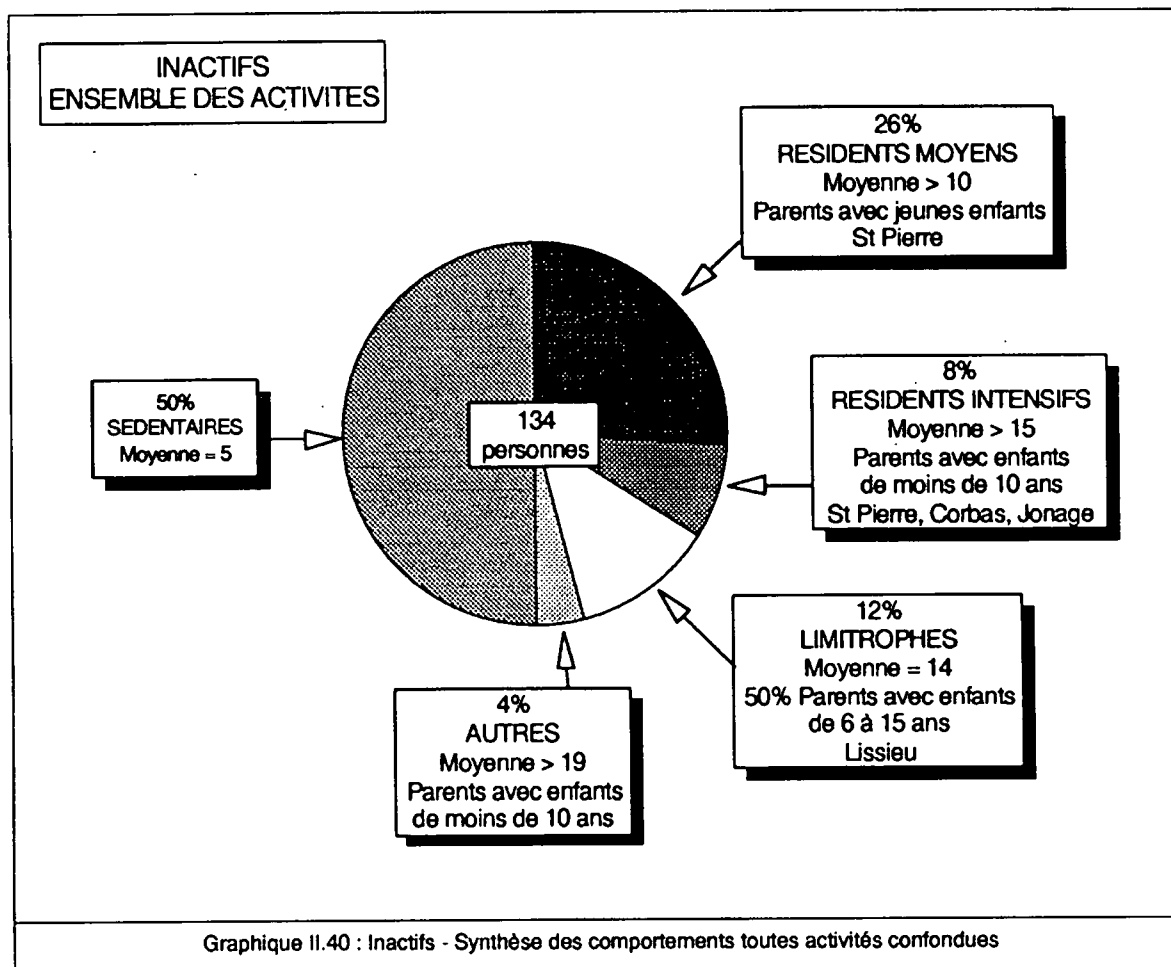 INACTIFS
ENSEMBLE DES ACTIVITES
26%
RESIDENTS MOYENS
Moyenne > 10
Parents avec jeunes enfants
St Pierre
8%
RESIDENTS INTENSIFS
Moyenne > 15
Parents avec enfants
de moins de 10 ans
St Pierre, Corbas, Jonage
134
personnes
50%
SEDENTAIRES
Moyenne = 5
12%
LIMITROPHES
Moyenne = 14
50% Parents avec enfants
de 6 à 15 ans
Lissieu
4%
AUTRES
Moyenne > 19
Parents avec enfants
de moins de 10 ans
Graphique II.40 : Inactifs - Synthèse des comportements toutes activités confondues